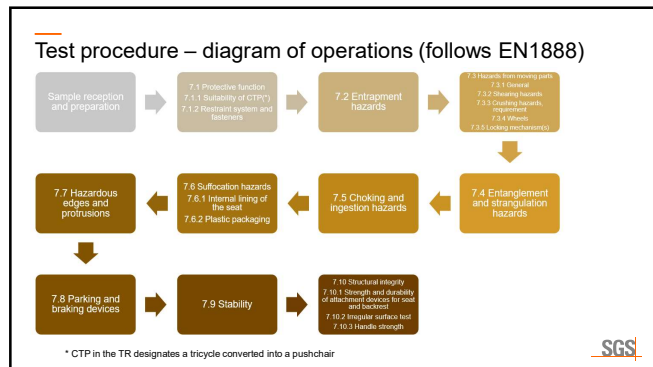 Test procedure – diagram of operations (follows EN1888)
Sample reception
and preparation
7.1 Protective function
7.1.1 Suitability of CTP(*)
7.1.2 Restraint system and
fasteners
7.2 Entrapment
hazards
7.3 Hazards from moving parts
7.3.1 General
7.3.2 Shearing hazards
7.3.3 Crushing hazards,
requirement
7.3.4 Wheels
7.3.5 Locking mechanism(s)
7.4 Entanglement
and strangulation
hazards
7.5 Choking and
ingestion hazards
7.6 Suffocation hazards
7.6.1 Internal lining of
the seat
7.6.2 Plastic packaging
7.7 Hazardous
edges and
protrusions
7.8 Parking and
braking devices
7.9 Stability
7.10 Structural integrity
7.10.1 Strength and durability
of attachment devices for seat
and backrest
7.10.2 Irregular surface test
7.10.3 Handle strength
* CTP in the TR designates a tricycle converted into a pushchair
SGS